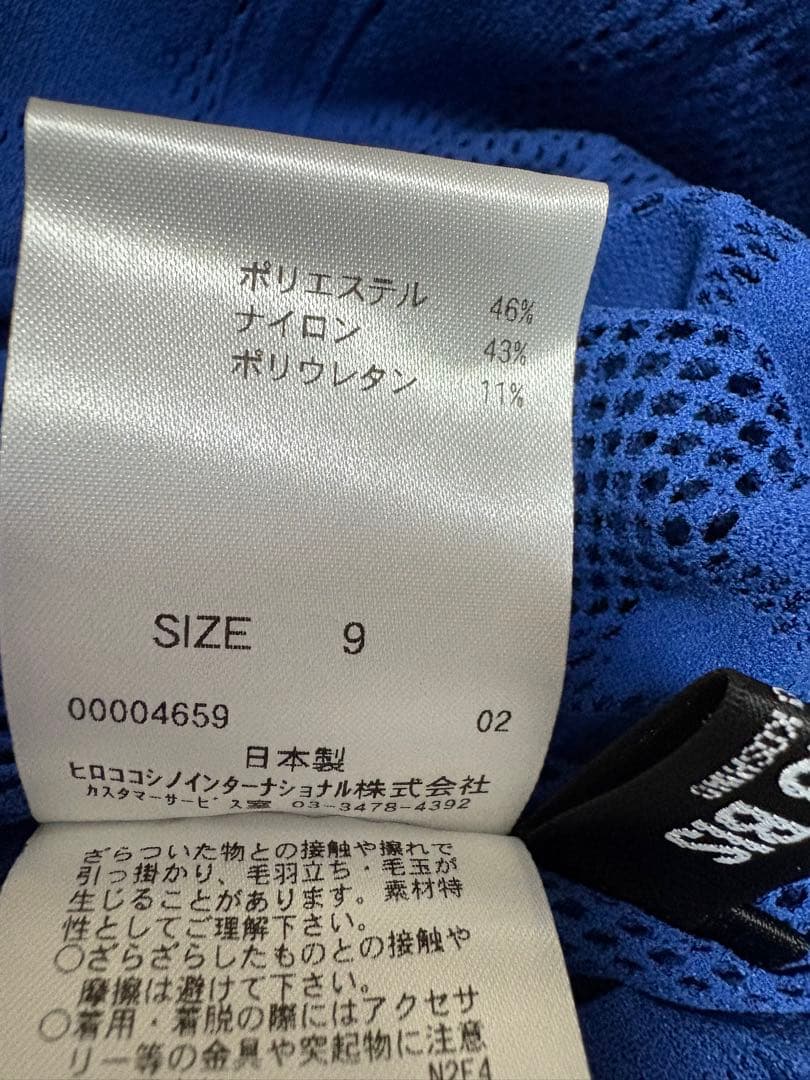 ポリエステル 46%
ナイロン 43%
ポリウレタン 11%
SIZE 9
00004659 02
日本製
ヒロココシノインターナショナル株式会社
カスタマーサービス室 03-3478-4392
ざらついた物との接触や擦れで
引っ掛かり、毛羽立ち・毛玉が
生じることがあります。素材特
性としてご理解下さい。
○ざらざらしたものとの接触や
摩擦は避けて下さい。
○着用・着脱の際にはアクセサ
リー等の金具や突起物に注意
N2E4